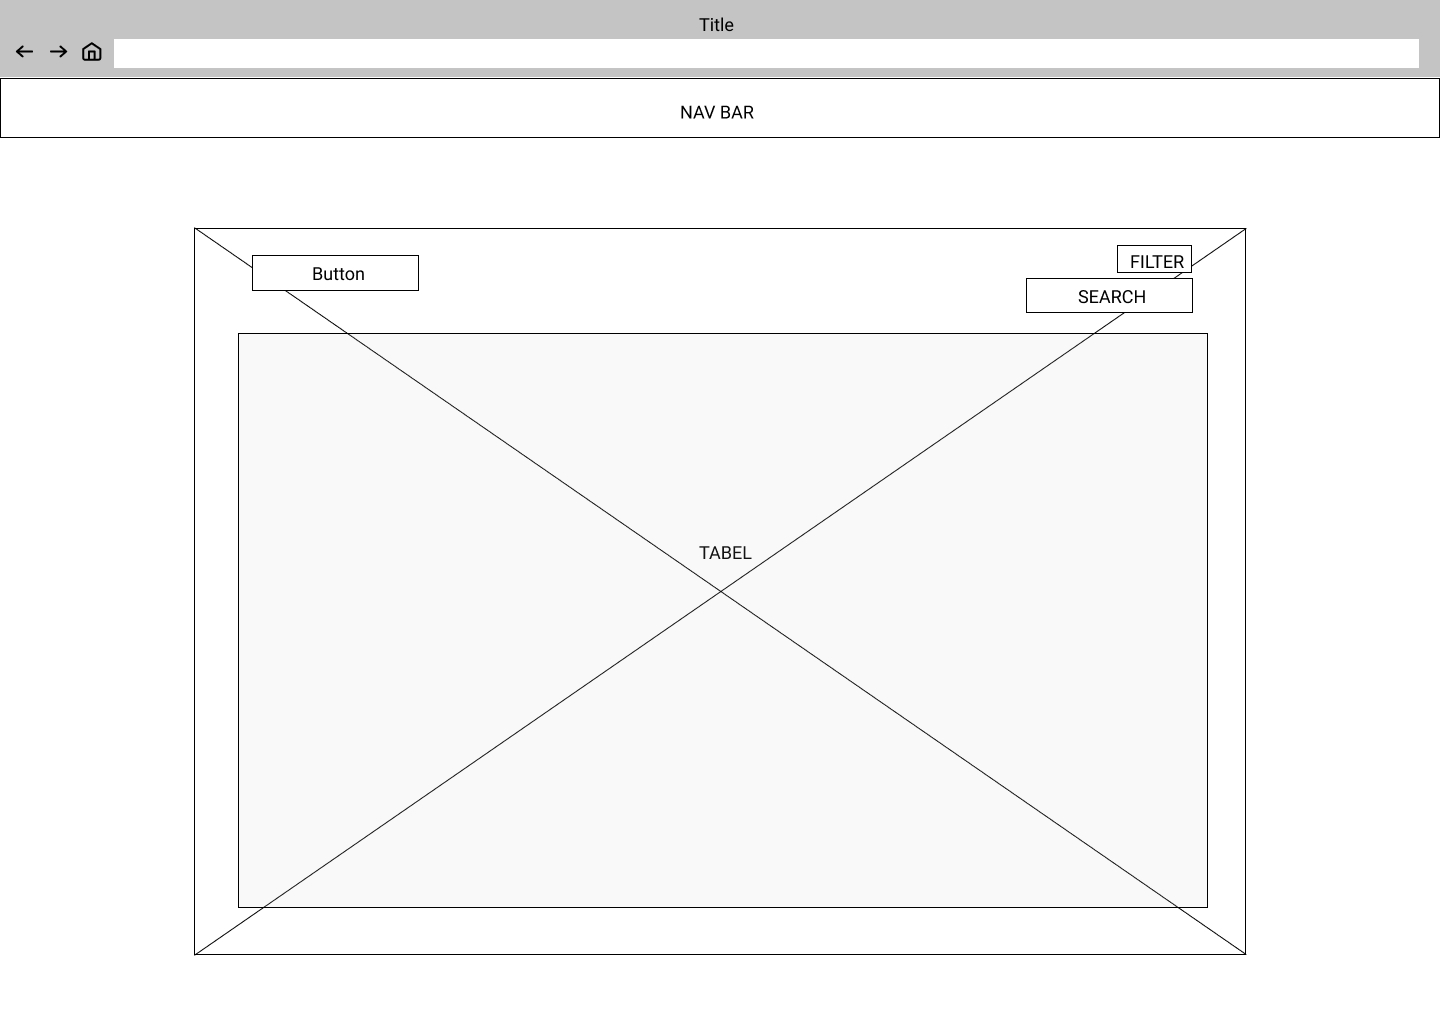 Title
NAV BAR
Button
FILTER
SEARCH
TABEL